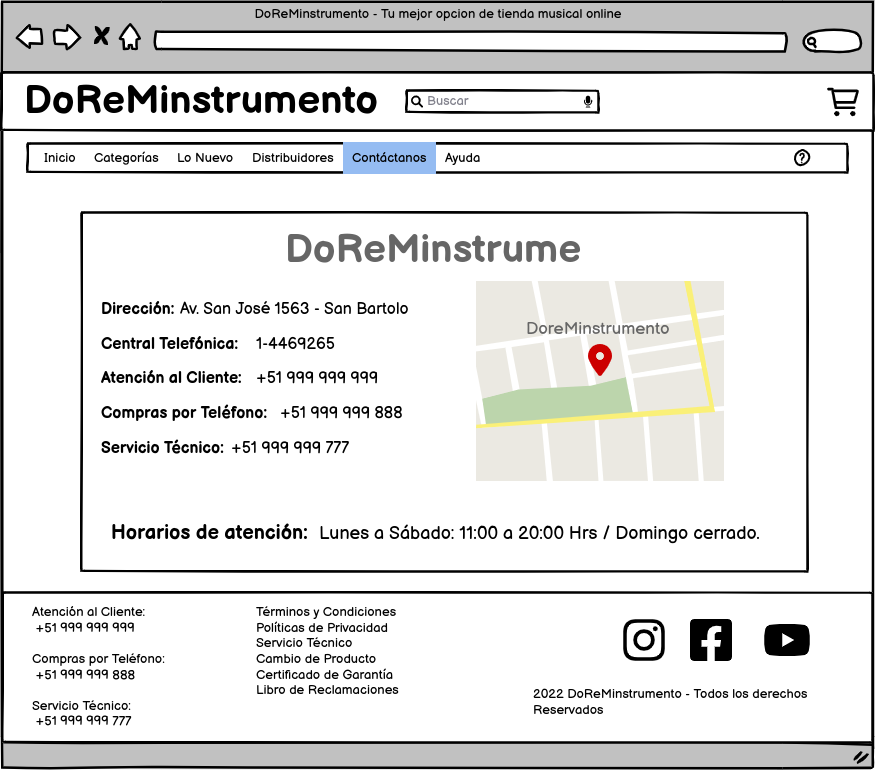 DoReMinstrumento - Tu mejor opcion de tienda musical online
DoReMinstrumento
Buscar
Inicio Categorías Lo Nuevo Distribuidores Contáctanos Ayuda ?
DoReMinstrume
Dirección: Av. San José 1563 - San Bartolo
Central Telefónica: 1-4469265
Atención al Cliente: +51 999 999 999
Compras por Teléfono: +51 999 999 888
Servicio Técnico: +51 999 999 777
DoreMinstrumento
Horarios de atención: Lunes a Sábado: 11:00 a 20:00 Hrs / Domingo cerrado.
Atención al Cliente:
+51 999 999 999
Compras por Teléfono:
+51 999 999 888
Servicio Técnico:
+51 999 999 777
Términos y Condiciones
Políticas de Privacidad
Servicio Técnico
Cambio de Producto
Certificado de Garantía
Libro de Reclamaciones
2022 DoReMinstrumento - Todos los derechos
Reservados